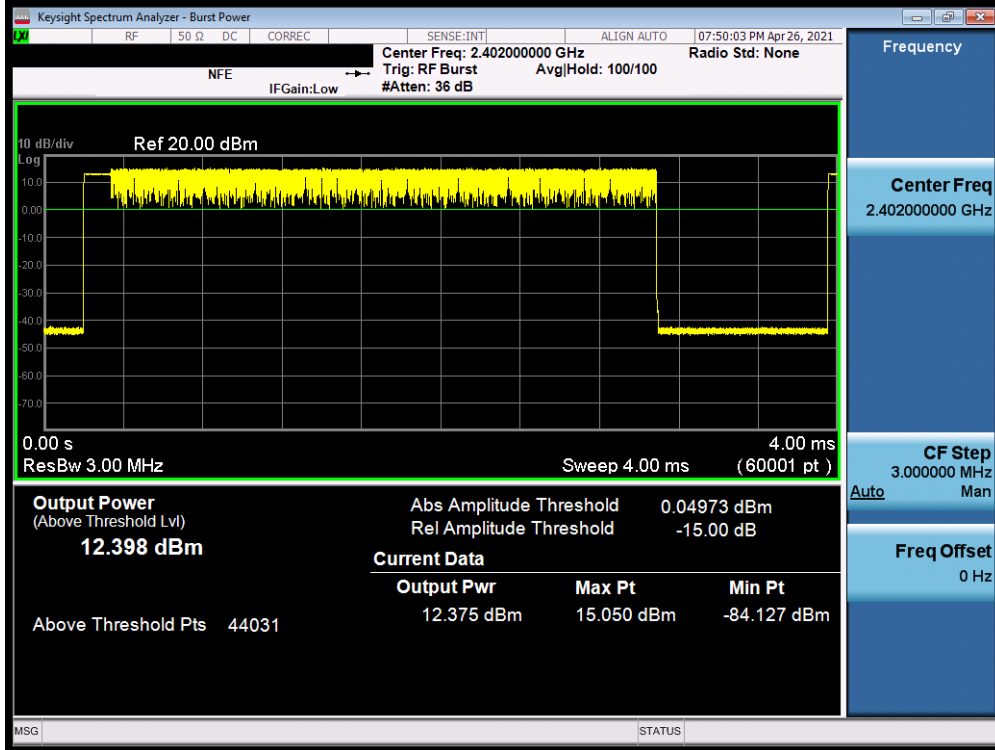 Keysight Spectrum Analyzer - Burst Power
LXI RF 50 Ω DC CORREC SENSE:INT ALIGN AUTO 07:50:03 PM Apr 26, 2021
Center Freq: 2.402000000 GHz Radio Std: None
NFE Trig: RF Burst Avg|Hold: 100/100
IFGain:Low #Atten: 36 dB
Frequency
10 dB/div Ref 20.00 dBm
Log
10.0
0.00
-10.0
-20.0
-30.0
-40.0
-50.0
-60.0
-70.0
0.00 s 4.00 ms
ResBw 3.00 MHz Sweep 4.00 ms (60001 pt )
Center Freq
2.402000000 GHz
CF Step
3.000000 MHz
Auto Man
Freq Offset
0 Hz
Output Power
(Above Threshold Lvl)
12.398 dBm
Above Threshold Pts 44031
Abs Amplitude Threshold 0.04973 dBm
Rel Amplitude Threshold -15.00 dB
Current Data
Output Pwr Max Pt Min Pt
12.375 dBm 15.050 dBm -84.127 dBm
MSG STATUS